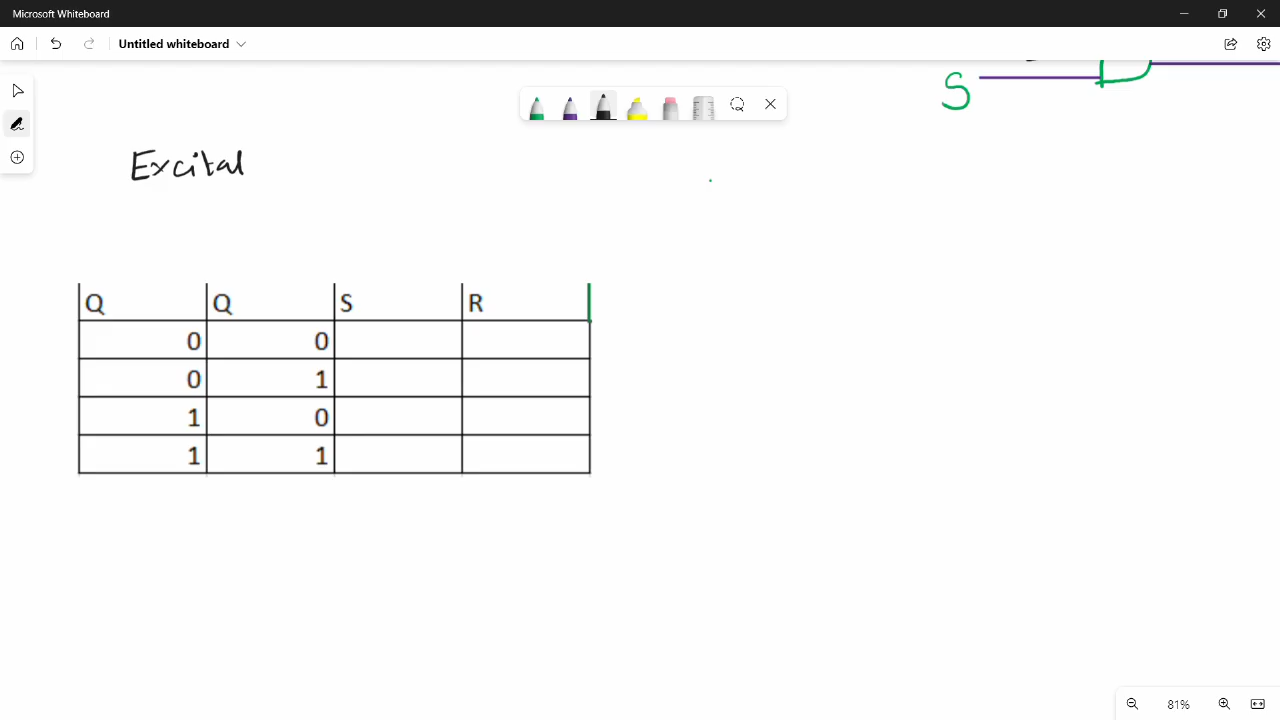 Microsoft Whiteboard
Untitled whiteboard
S
Excital
Q Q S R
0 0
0 1
1 0
1 1
81%